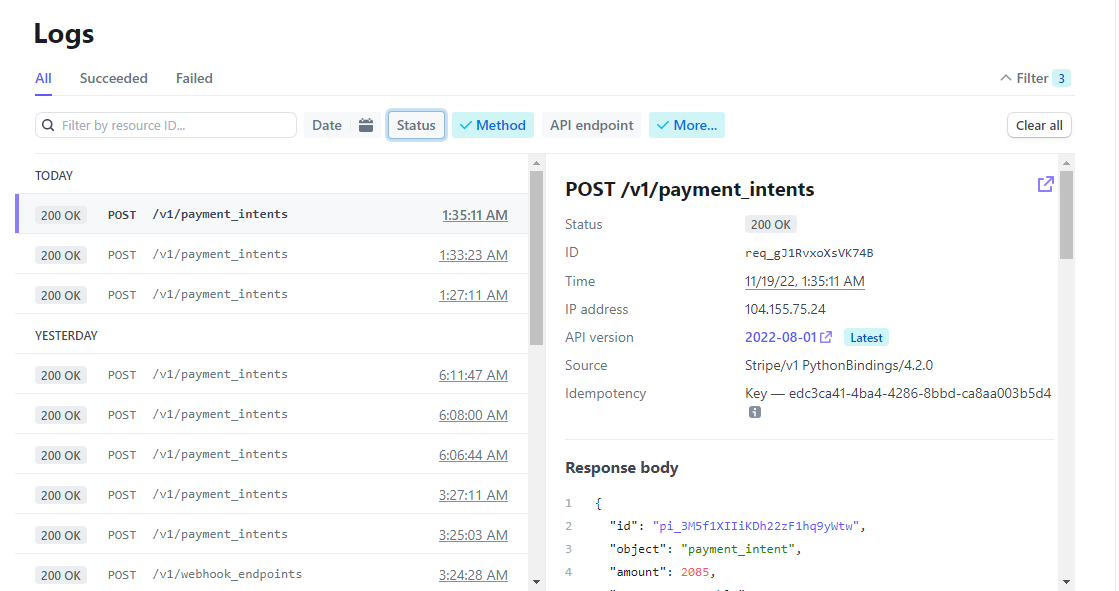 Logs
All Succeeded Failed Filter 3
Filter by resource ID... Date Status Method API endpoint More... Clear all
TODAY
200 OK POST /v1/payment_intents 1:35:11 AM
200 OK POST /v1/payment_intents 1:33:23 AM
200 OK POST /v1/payment_intents 1:27:11 AM
YESTERDAY
200 OK POST /v1/payment_intents 6:11:47 AM
200 OK POST /v1/payment_intents 6:08:00 AM
200 OK POST /v1/payment_intents 6:06:44 AM
200 OK POST /v1/payment_intents 3:27:11 AM
200 OK POST /v1/payment_intents 3:25:03 AM
200 OK POST /v1/webhook_endpoints 3:24:28 AM
POST /v1/payment_intents
Status 200 OK
ID req_gJ1RvxoXsVK74B
Time 11/19/22, 1:35:11 AM
IP address 104.155.75.24
API version 2022-08-01 Latest
Source Stripe/v1 PythonBindings/4.2.0
Idempotency Key — edc3ca41-4ba4-4286-8bbd-ca8aa003b5d4
Response body
1 {
2 "id": "pi_3M5f1XIIiKDh22zF1hq9yWtw",
3 "object": "payment_intent",
4 "amount": 2085,